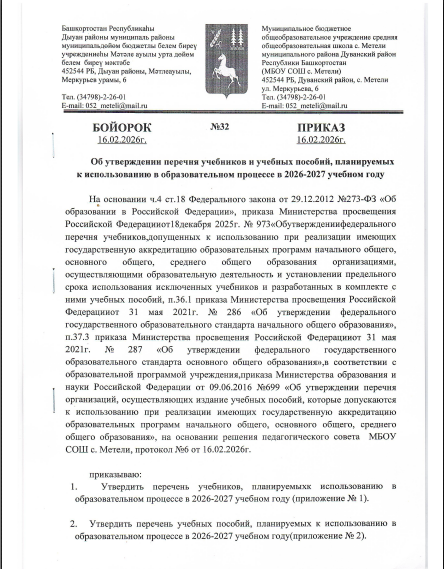 Башкортостан Республикаһы
Дыуан районы муниципаль район
муниципальдөйөм бюджетлы белем биреү
учреждениеһы Мәтәле ауылы урта дөйөм
белем биреү мәктәбе
452544 РБ, Дыуан районы, Мәтлеауылы,
Меркурьев урамы, 6
Тел. (34798)2-26-01
E-mail: 052_meteli@mail.ru
Муниципальное бюджетное
общеобразовательное учреждение средняя
общеобразовательная школа с. Метели
муниципального района Дуванский район
Республики Башкортостан
(МБОУ СОШ с. Метели)
452544 РБ, Дуванский район, с. Метели
ул. Меркурьева, 6
Тел. (34798)2-26-01
E-mail: 052_meteli@mail.ru
БОЙОРОК №32 ПРИКАЗ
16.02.2026г. 16.02.2026г.
Об утверждении перечня учебников и учебных пособий, планируемых
к использованию в образовательном процессе в 2026-2027 учебном году
На основании ч.4 ст.18 Федерального закона от 29.12.2012 №273-ФЗ «Об
образовании в Российской Федерации», приказа Министерства просвещения
Российской Федерацииот18декабря 2025г. № 973«Обутверждениифедерального
перечня учебников,допущенных к использованию при реализации имеющих
государственную аккредитацию образовательных программ начального общего,
основного общего, среднего общего образования организациями,
осуществляющими образовательную деятельность и установлении предельного
срока использования исключенных учебников и разработанных в комплекте с
ними учебных пособий, п.36.1 приказа Министерства просвещения Российской
Федерацииот 31 мая 2021г. № 286 «Об утверждении федерального
государственного образовательного стандарта начального общего образования»,
п.37.3 приказа Министерства просвещения Российской Федерацииот 31 мая
2021г. № 287 «Об утверждении федерального государственного
образовательного стандарта основного общего образования»,в соответствии с
образовательной программой учреждения,приказа Министерства образования и
науки Российской Федерации от 09.06.2016 №699 «Об утверждении перечня
организаций, осуществляющих издание учебных пособий, которые допускаются
к использованию при реализации имеющих государственную аккредитацию
образовательных программ начального общего, основного общего, среднего
общего образования», на основании решения педагогического совета МБОУ
СОШ с. Метели, протокол №6 от 16.02.2026г.
приказываю:
1. Утвердить перечень учебников, планируемыхк использованию в
образовательном процессе в 2026-2027 учебном году (приложение № 1).
2. Утвердить перечень учебных пособий, планируемых к использованию в
образовательном процессе в 2026-2027 учебном году(приложение № 2).